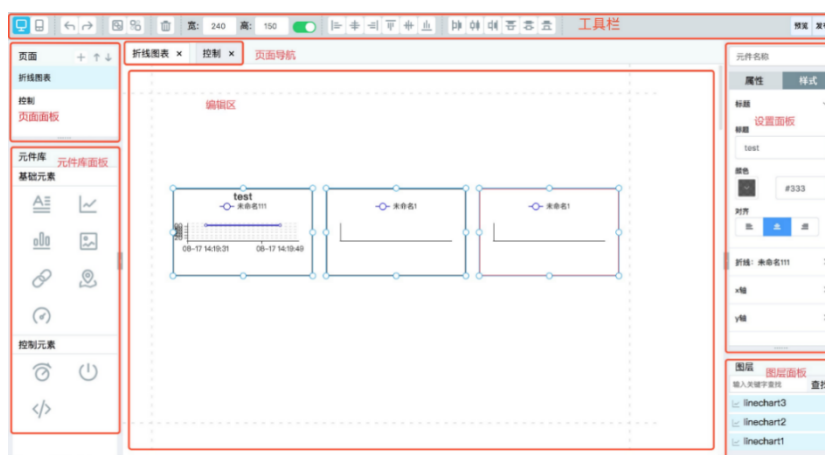 宽: 240 高: 150 工具栏 预览 发
页面
折线图表
控制
页面面板
折线图表 × 控制 × 页面导航
编辑区
元件库 元件库面板
基础元素
控制元素
test
未命名111
08-17 14:19:31 08-17 14:19:49
未命名1
未命名1
元件名称
属性 样式
标题
设置面板
标题
test
颜色
#333
对齐
折线: 未命名111
x轴
y轴
图层 图层面板
输入关键字查找 查找
linechart3
linechart2
linechart1